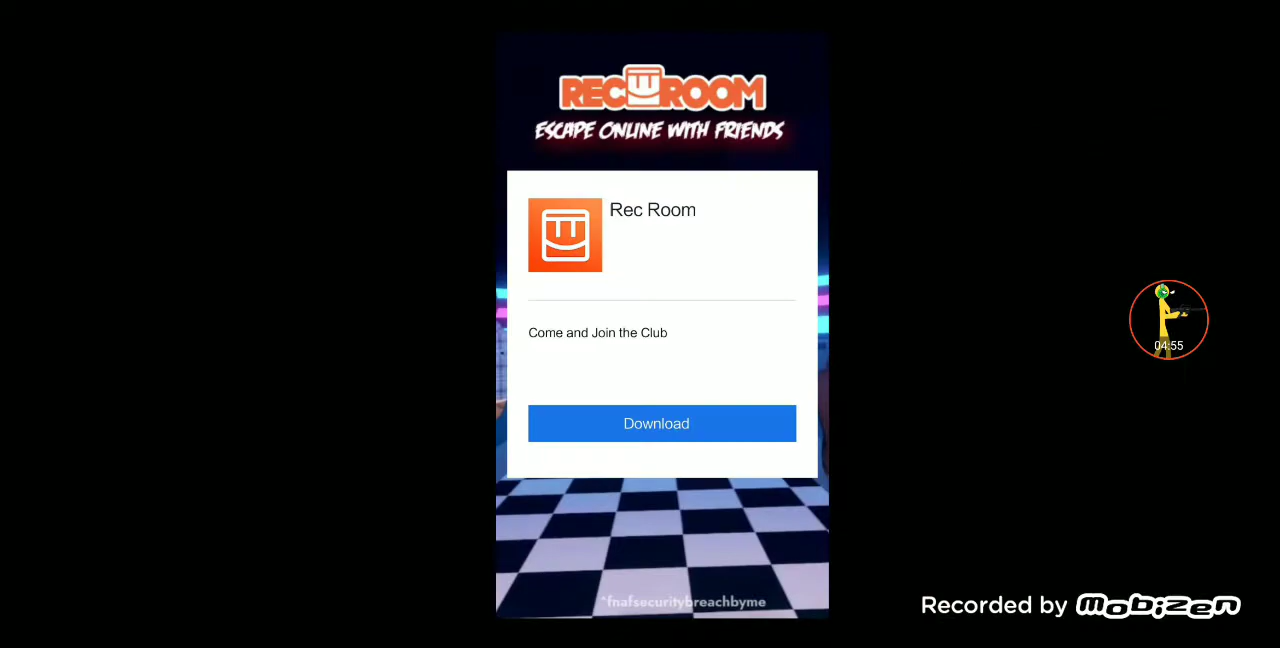 REC ROOM
ESCAPE ONLINE WITH FRIENDS
Rec Room
Come and Join the Club
Download
04:55
*fnafsecuritybreachbyme
Recorded by mobizen